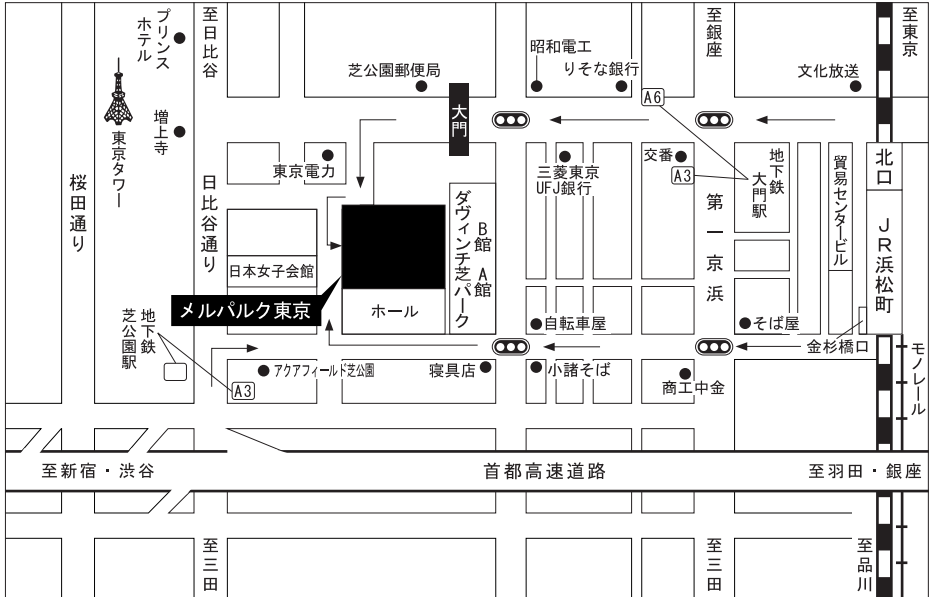 プリンス
ホテル
至日比谷
至銀座
至東京
昭和電工
芝公園郵便局
りそな銀行
文化放送
A6
大門
東京タワー
増上寺
東京電力
三菱東京
UFJ銀行
交番
A3
地下鉄
大門駅
北口
貿易センタービル
桜田通り
日比谷通り
ダヴィンチ芝パーク
B館
A館
第一京浜
JR浜松町
日本女子会館
メルパルク東京
ホール
地下鉄
芝公園駅
自転車屋
そば屋
金杉橋口
モノレール
アクアフィールド芝公園
寝具店
小諸そば
商工中金
A3
至新宿・渋谷
首都高速道路
至羽田・銀座
至三田
至三田
至品川